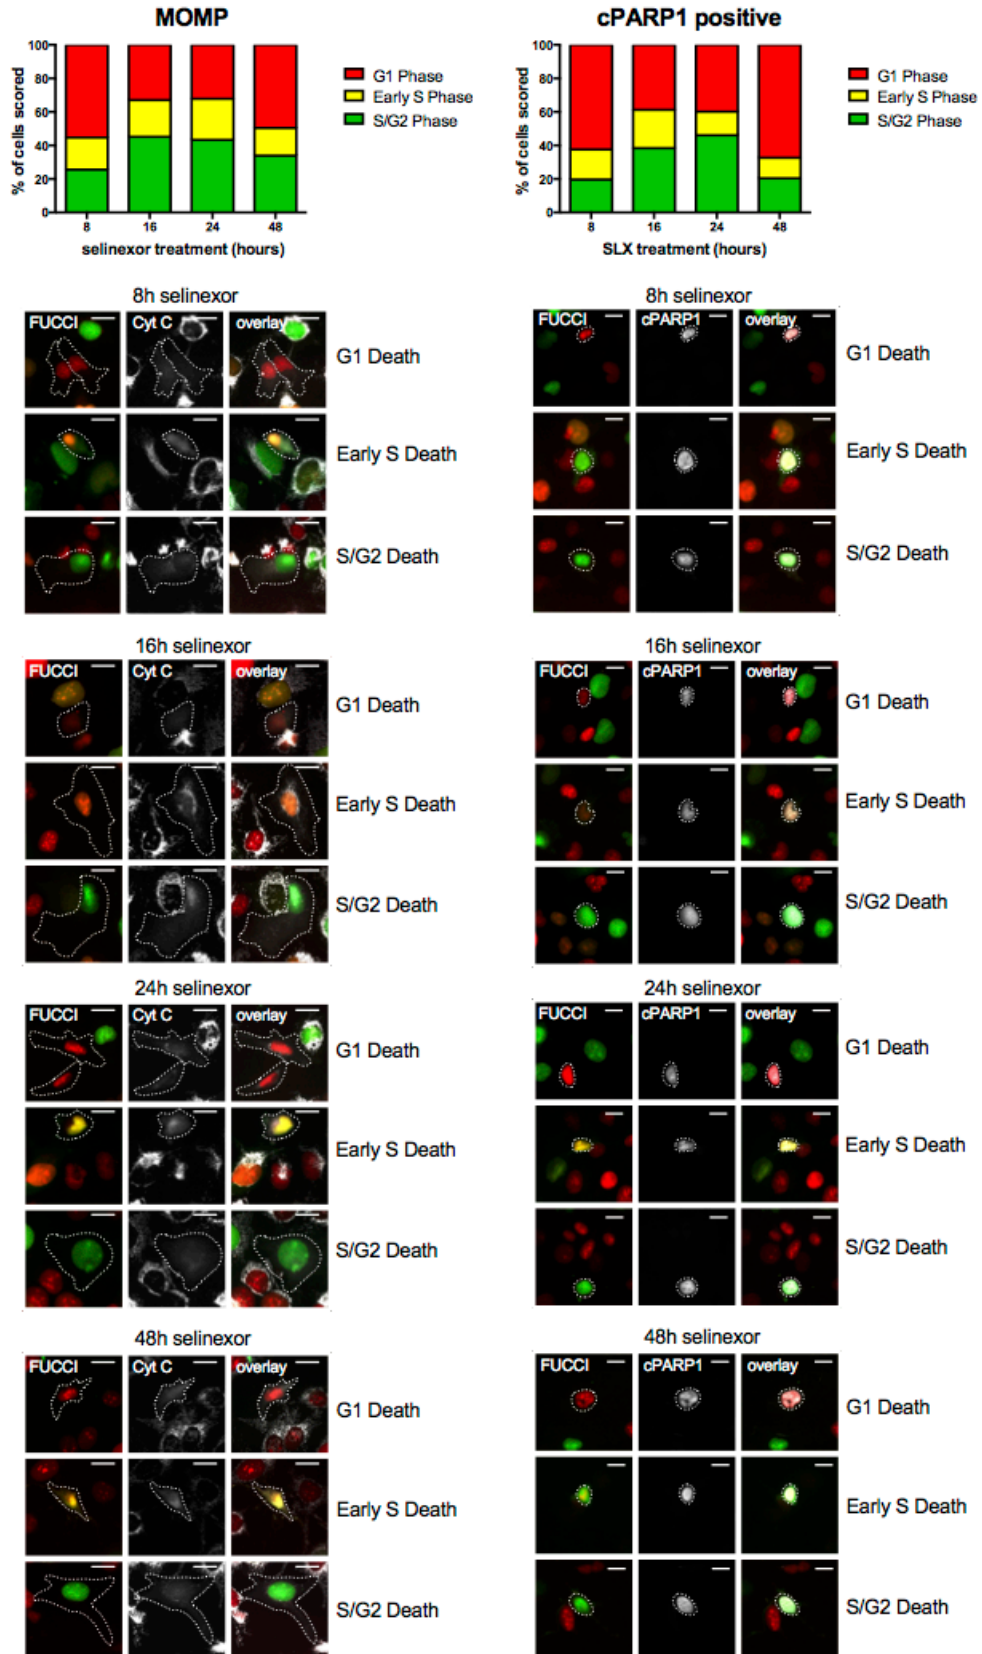 MOMP
100
80
60
40
20
0
% of cells scored
8 16 24 48
selinexor treatment (hours)
G1 Phase
Early S Phase
S/G2 Phase
cPARP1 positive
100
80
60
40
20
0
% of cells scored
8 16 24 48
SLX treatment (hours)
G1 Phase
Early S Phase
S/G2 Phase
8h selinexor
FUCCI Cyt C overlay
G1 Death
Early S Death
S/G2 Death
16h selinexor
FUCCI Cyt C overlay
G1 Death
Early S Death
S/G2 Death
24h selinexor
FUCCI Cyt C overlay
G1 Death
Early S Death
S/G2 Death
48h selinexor
FUCCI Cyt C overlay
G1 Death
Early S Death
S/G2 Death
8h selinexor
FUCCI cPARP1 overlay
G1 Death
Early S Death
S/G2 Death
16h selinexor
FUCCI cPARP1 overlay
G1 Death
Early S Death
S/G2 Death
24h selinexor
FUCCI cPARP1 overlay
G1 Death
Early S Death
S/G2 Death
48h selinexor
FUCCI cPARP1 overlay
G1 Death
Early S Death
S/G2 Death